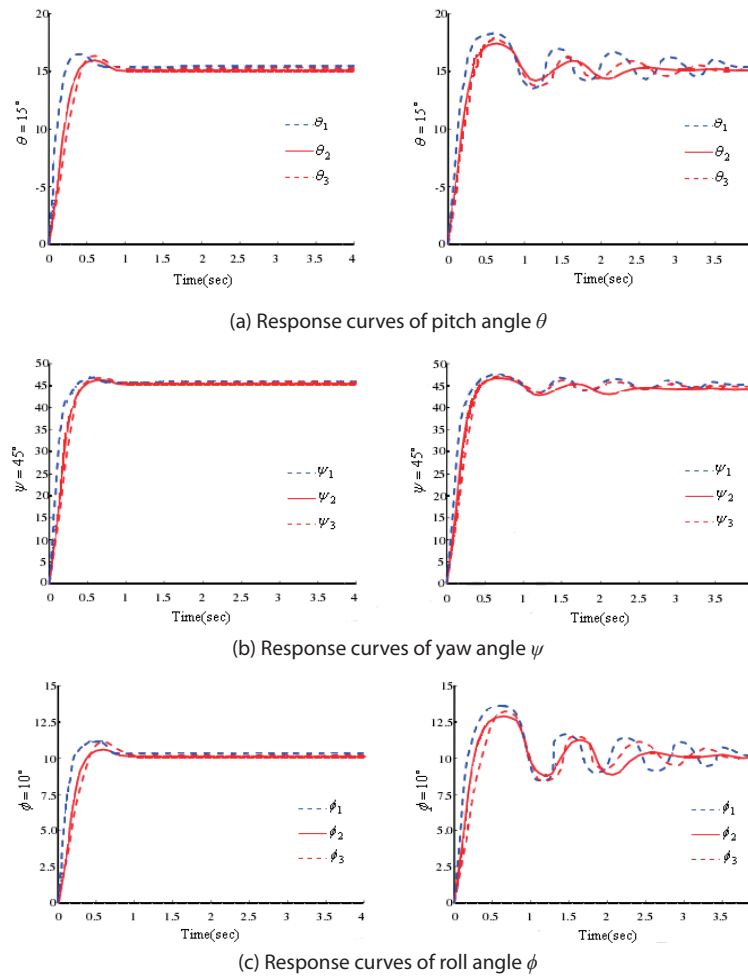 20
15
10
-5
0
θ = 15°
θ1
θ2
θ3
0 0.5 1 1.5 2 2.5 3 3.5 4
Time(sec)
20
15
10
-5
0
θ = 15°
θ1
θ2
θ3
0 0.5 1 1.5 2 2.5 3 3.5
Time(sec)
(a) Response curves of pitch angle θ
50
45
40
35
30
25
20
15
10
5
0
ψ = 45°
ψ1
ψ2
ψ3
0 0.5 1 1.5 2 2.5 3 3.5 4
Time(sec)
50
45
40
35
30
25
20
15
10
5
0
ψ = 45°
ψ1
ψ2
ψ3
0 0.5 1 1.5 2 2.5 3 3.5
Time(sec)
(b) Response curves of yaw angle ψ
15
12.5
10
7.5
5.0
2.5
0
ϕ = 10°
ϕ1
ϕ2
ϕ3
0 0.5 1 1.5 2 2.5 3 3.5 4
Time(sec)
15
12.5
10
7.5
5.0
2.5
0
ϕ = 10°
ϕ1
ϕ2
ϕ3
0 0.5 1 1.5 2 2.5 3 3.5
Time(sec)
(c) Response curves of roll angle ϕ